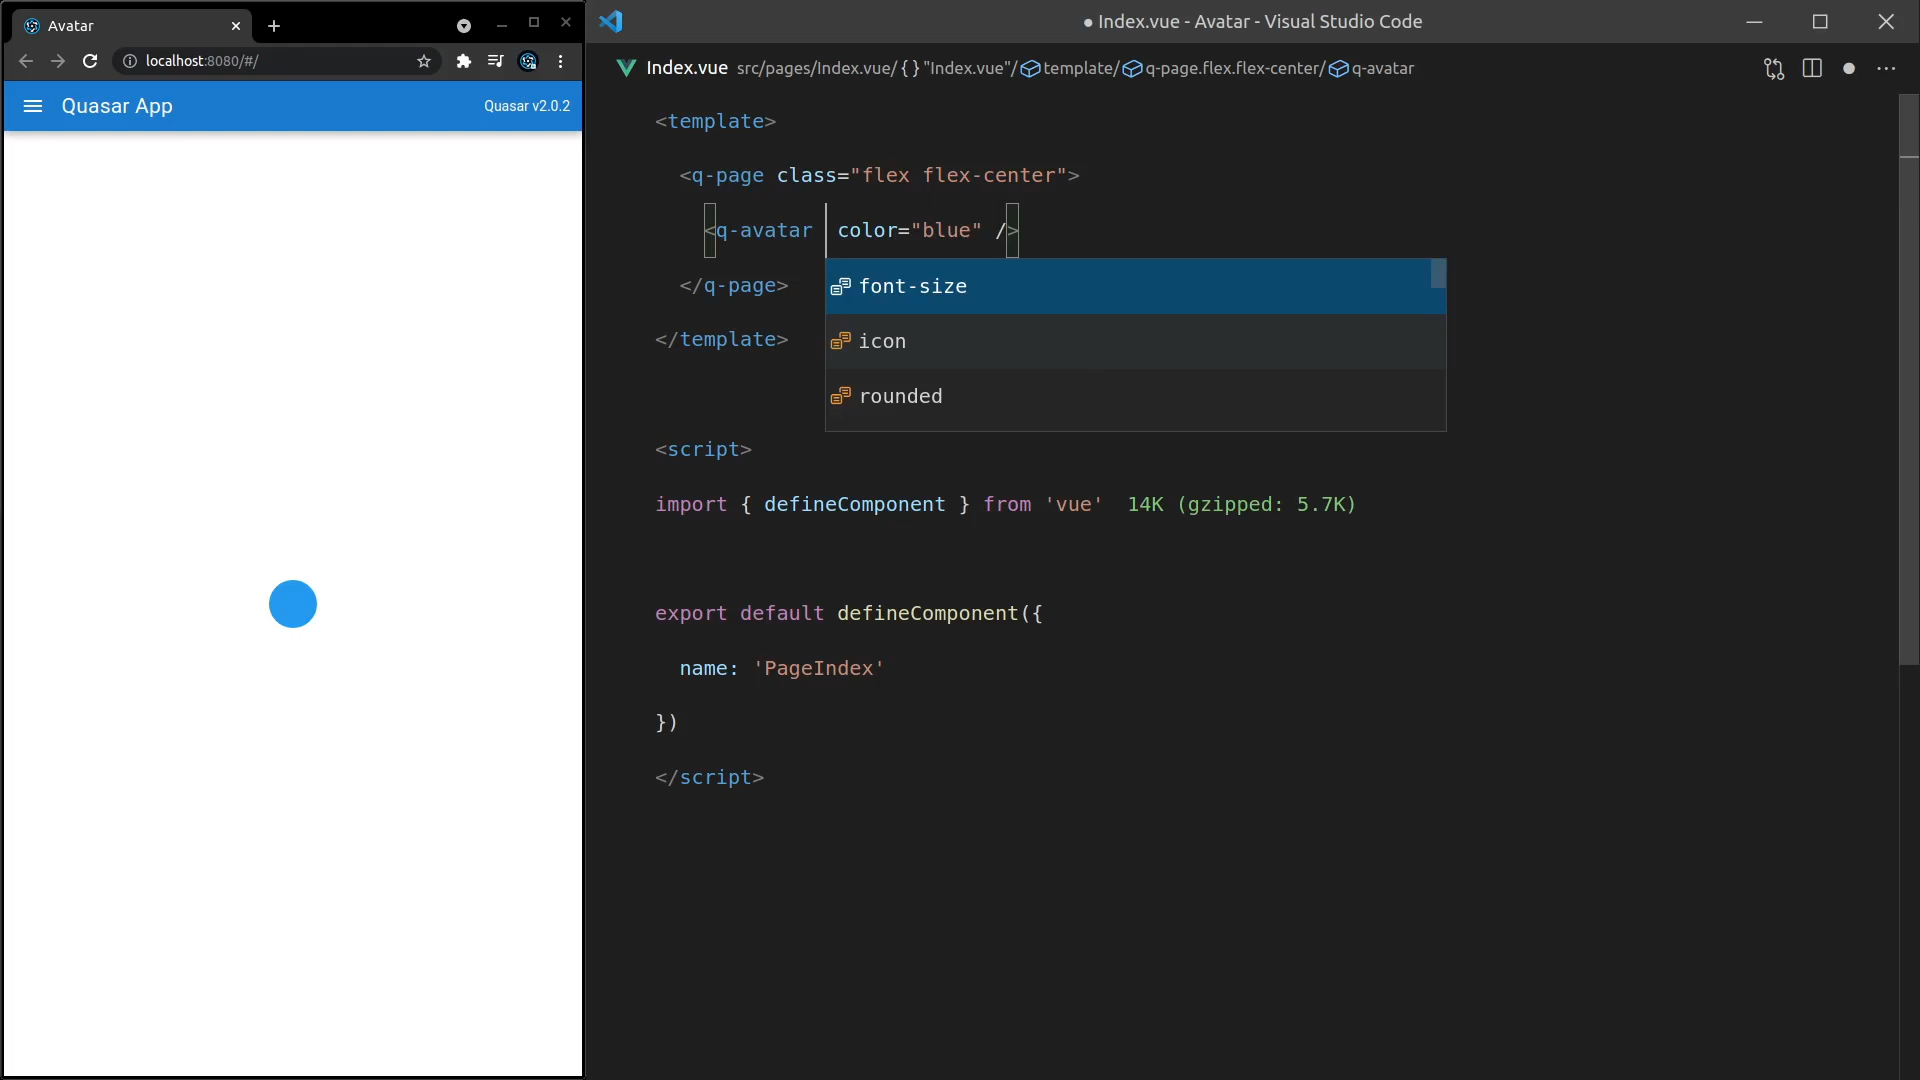 Avatar
localhost:8080/#/
Quasar App
Quasar v2.0.2
● Index.vue - Avatar - Visual Studio Code
Index.vue src/pages/Index.vue/ {} "Index.vue"/ template/ q-page.flex.flex-center/ q-avatar
<template>
<q-page class="flex flex-center">
<q-avatar  color="blue" />
font-size
icon
rounded
</q-page>
</template>
<script>
import { defineComponent } from 'vue'  14K (gzipped: 5.7K)
export default defineComponent({
name: 'PageIndex'
})
</script>